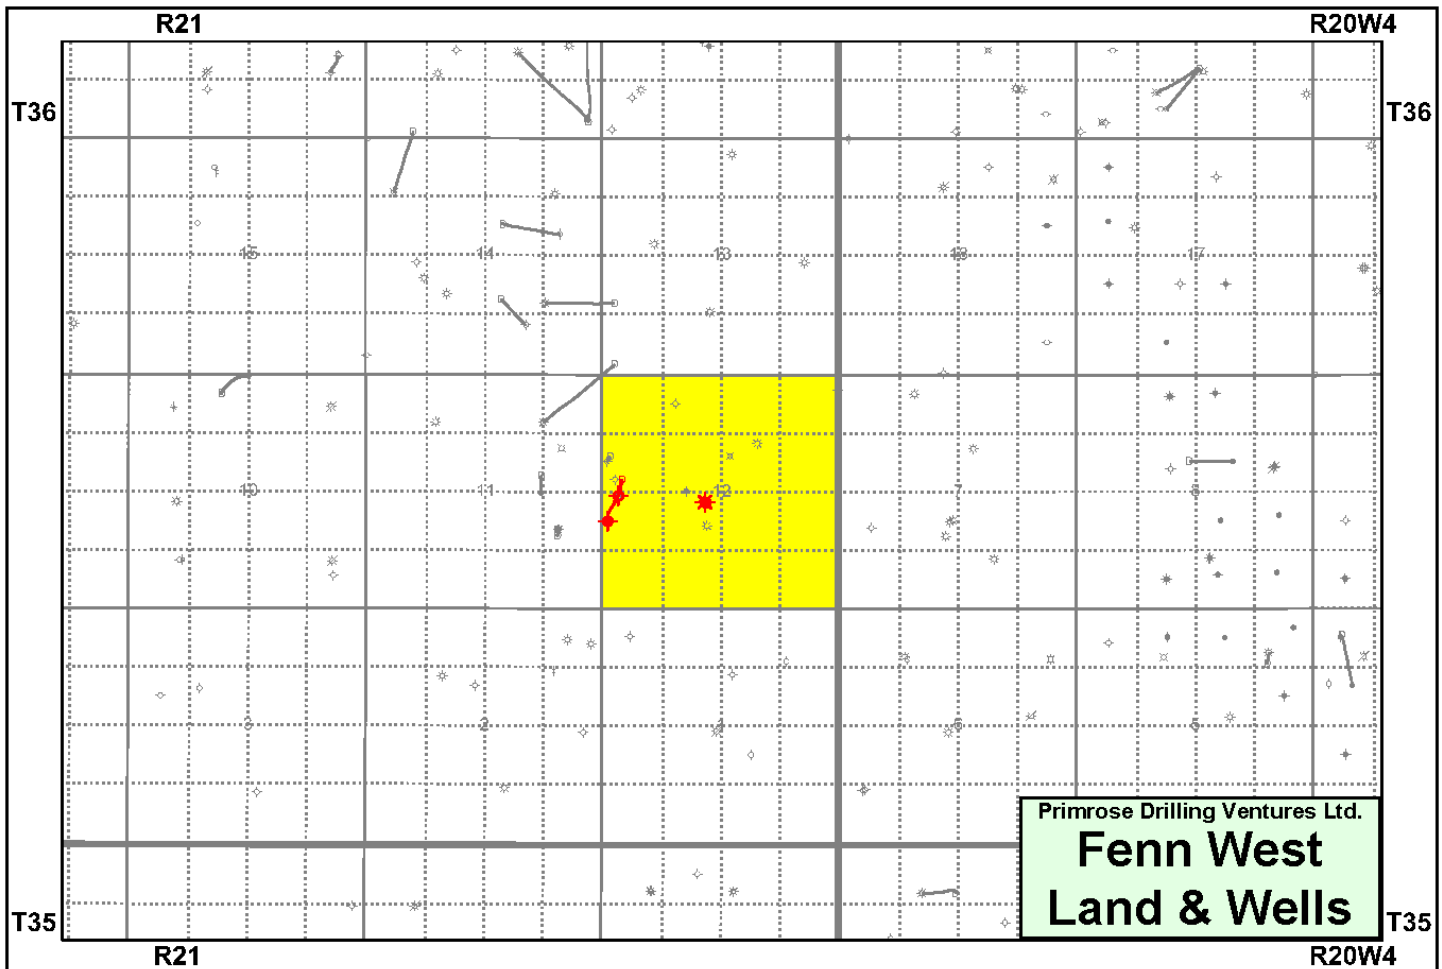 R21 R20W4
T36 T36
15 14 13 18 17
10 11 12 7 8
3 2 1 6 5
Primrose Drilling Ventures Ltd.
Fenn West
Land & Wells
T35 T35
R21 R20W4